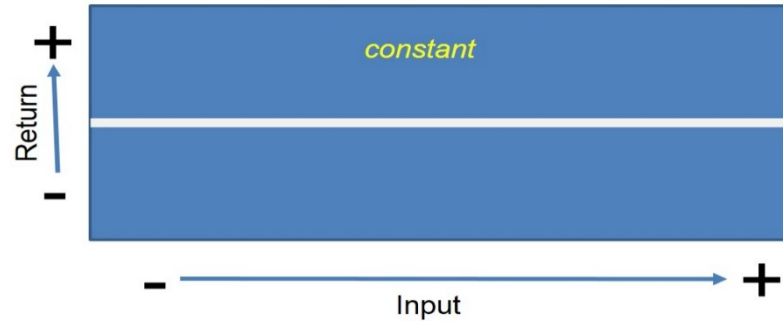 +
constant
Return
-
- +
Input